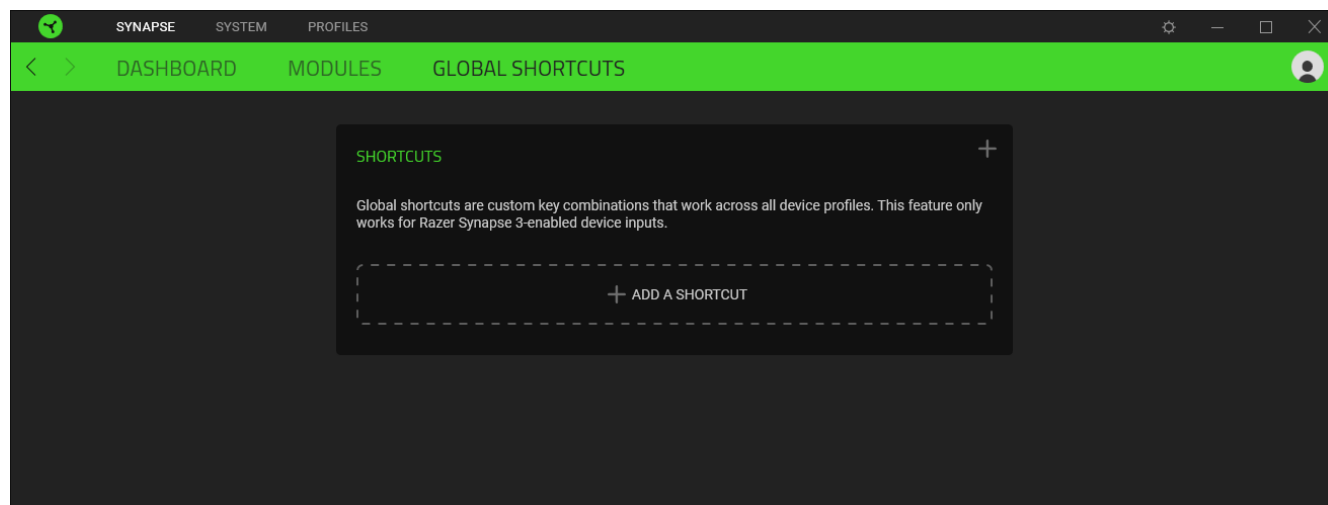 SYNAPSE SYSTEM PROFILES
DASHBOARD MODULES GLOBAL SHORTCUTS
SHORTCUTS
Global shortcuts are custom key combinations that work across all device profiles. This feature only
works for Razer Synapse 3-enabled device inputs.
ADD A SHORTCUT